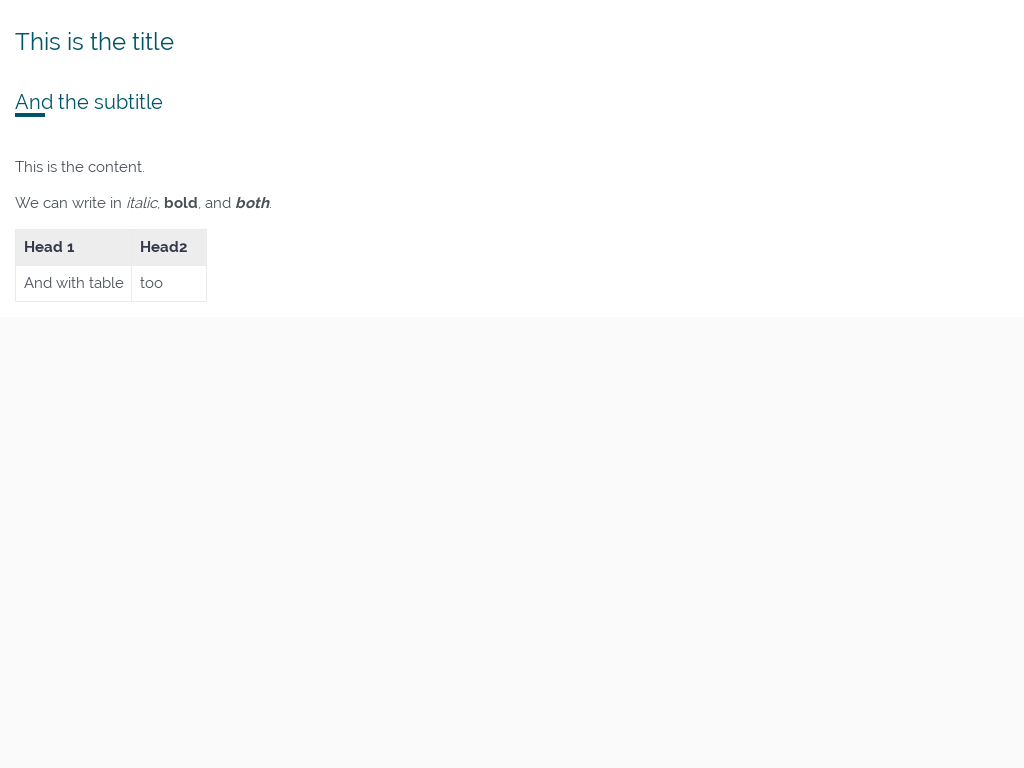 This is the title
And the subtitle
This is the content.
We can write in italic, bold, and both.
Head 1 Head2
And with table too